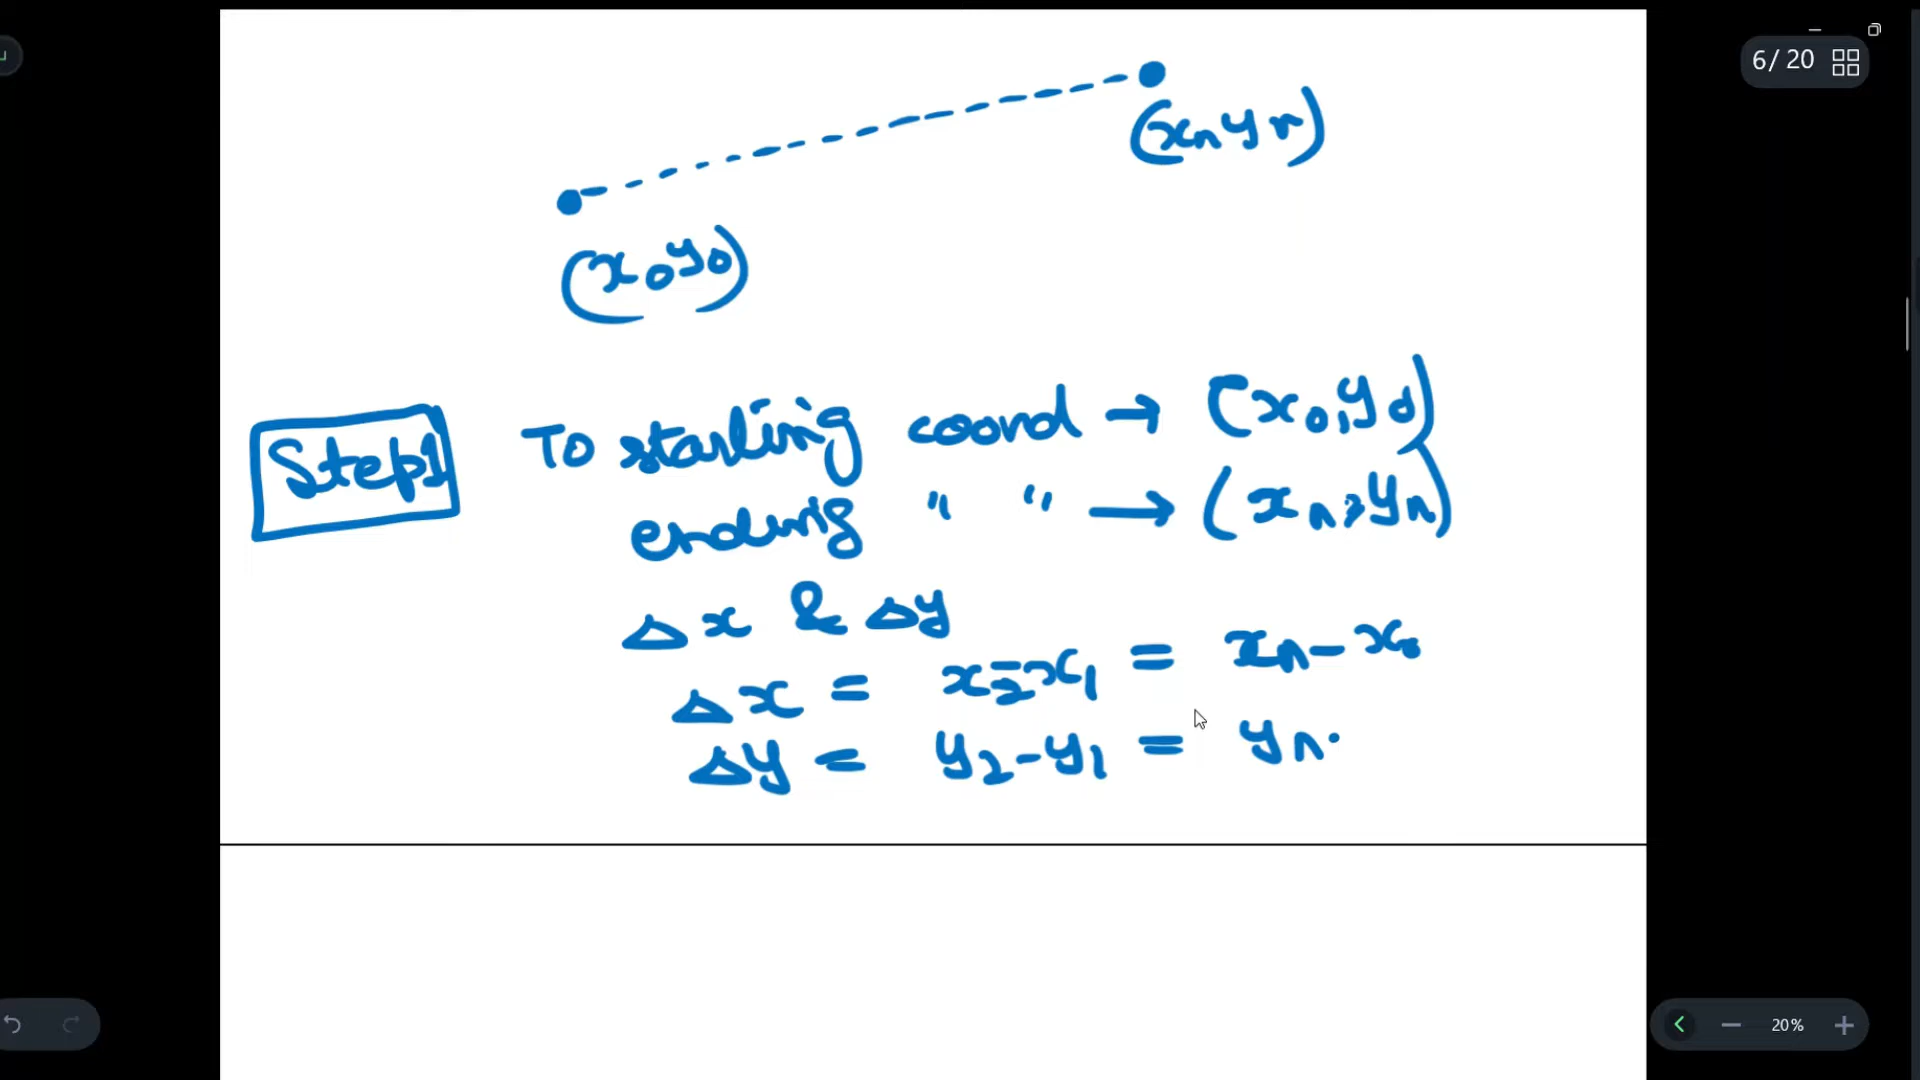 6/ 20
(xₙ yₙ)
(x₀ y₀)
Step1
To starting coord → (x₀, y₀)
ending " " → (xₙ, yₙ)
Δx & Δy
Δx = x₂-x₁ = xₙ-x₀
Δy = y₂-y₁ = yₙ-
20%